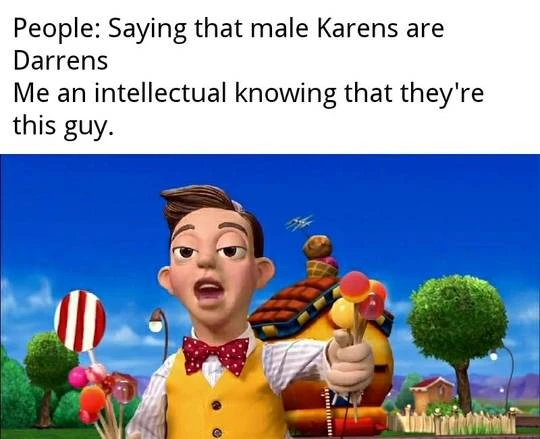 People: Saying that male Karens are
Darrens
Me an intellectual knowing that they're
this guy.